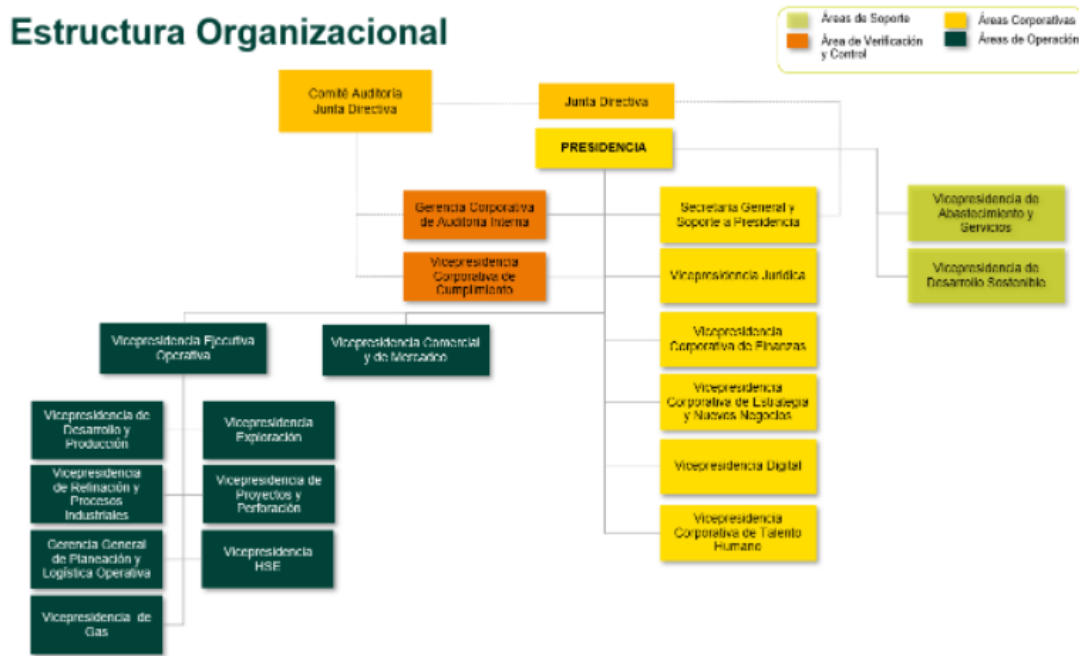 Estructura Organizacional
Áreas de Soporte
Áreas Corporativas
Área de Verificación
y Control
Áreas de Operación
Comité Auditoría
Junta Directiva
Junta Directiva
PRESIDENCIA
Gerencia Corporativa
de Auditoria Interna
Secretaria General y
Soporte a Presidencia
Vicepresidencia de
Abastecimiento y
Servicios
Vicepresidencia
Corporativa de
Cumplimiento
Vicepresidencia Jurídica
Vicepresidencia de
Desarrollo Sostenible
Vicepresidencia Ejecutiva
Operativa
Vicepresidencia Comercial
y de Mercadeo
Vicepresidencia
Corporativa de Finanzas
Vicepresidencia
Corporativa de Estrategia
y Nuevos Negocios
Vicepresidencia Digital
Vicepresidencia
Corporativa de Talento
Humano
Vicepresidencia de
Desarrollo y
Producción
Vicepresidencia
Exploración
Vicepresidencia
de Refinación y
Procesos
Industriales
Vicepresidencia de
Proyectos y
Perforación
Gerencia General
de Planeación y
Logística Operativa
Vicepresidencia
HSE
Vicepresidencia de
Gas